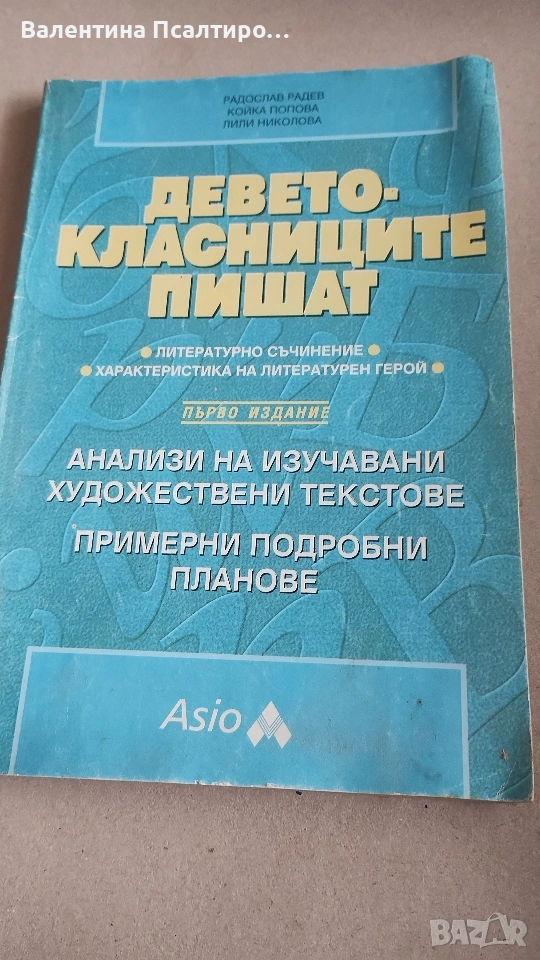 Валентина Псалтиро...
РАДОСЛАВ РАДЕВ
КОЙКА ПОПОВА
ЛИЛИ НИКОЛОВА
ДЕВЕТО-
КЛАСНИЦИТЕ
ПИШАТ
• ЛИТЕРАТУРНО СЪЧИНЕНИЕ •
• ХАРАКТЕРИСТИКА НА ЛИТЕРАТУРЕН ГЕРОЙ •
ПЪРВО ИЗДАНИЕ
АНАЛИЗИ НА ИЗУЧАВАНИ
ХУДОЖЕСТВЕНИ ТЕКСТОВЕ
ПРИМЕРНИ ПОДРОБНИ
ПЛАНОВЕ
Asio
BAZAR